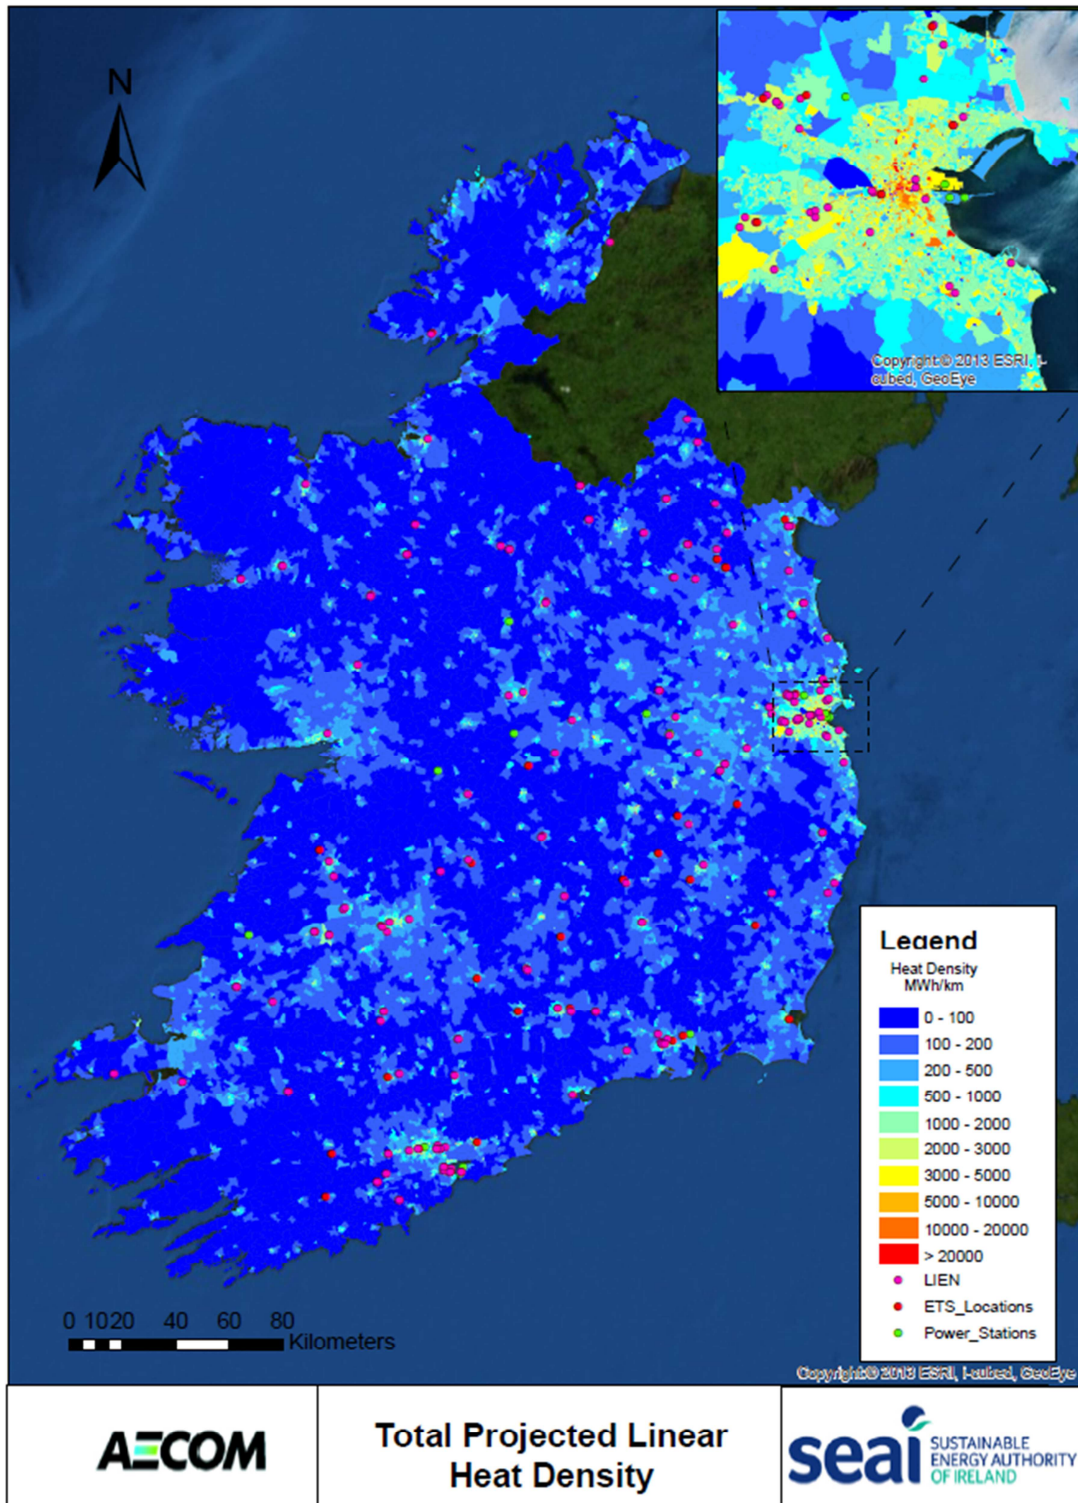 N
Copyright:© 2013 ESRI, i-
cubed, GeoEye
Legend
Heat Density
MWh/km
0 - 100
100 - 200
200 - 500
500 - 1000
1000 - 2000
2000 - 3000
3000 - 5000
5000 - 10000
10000 - 20000
> 20000
LIEN
ETS_Locations
Power_Stations
0 10 20 40 60 80
Kilometers
Copyright:© 2013 ESRI, i-cubed, GeoEye
AECOM
Total Projected Linear
Heat Density
seai
SUSTAINABLE
ENERGY AUTHORITY
OF IRELAND